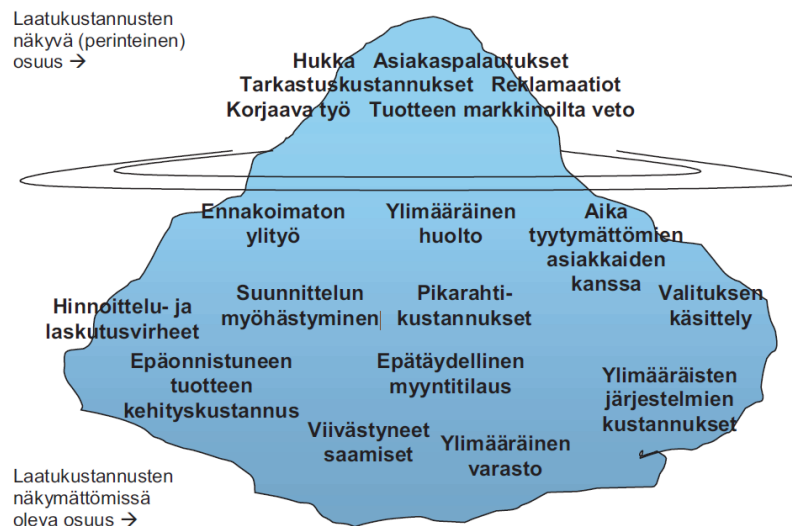 Laatukustannusten
näkyvä (perinteinen)
osuus →
Hukka Asiakaspalautukset
Tarkastuskustannukset Reklamaatiot
Korjaava työ Tuotteen markkinoilta veto
Ennakoimaton
ylityö
Ylimääräinen
huolto
Aika
tyytymättömien
asiakkaiden
kanssa
Hinnoittelu- ja
laskutusvirheet
Suunnittelun
myöhästyminen
Pikarahti-
kustannukset
Valituksen
käsittely
Epäonnistuneen
tuotteen
kehityskustannus
Epätäydellinen
myyntitilaus
Ylimääräisten
järjestelmien
kustannukset
Viivästyneet
saamiset
Ylimääräinen
varasto
Laatukustannusten
näkymättömissä
oleva osuus →